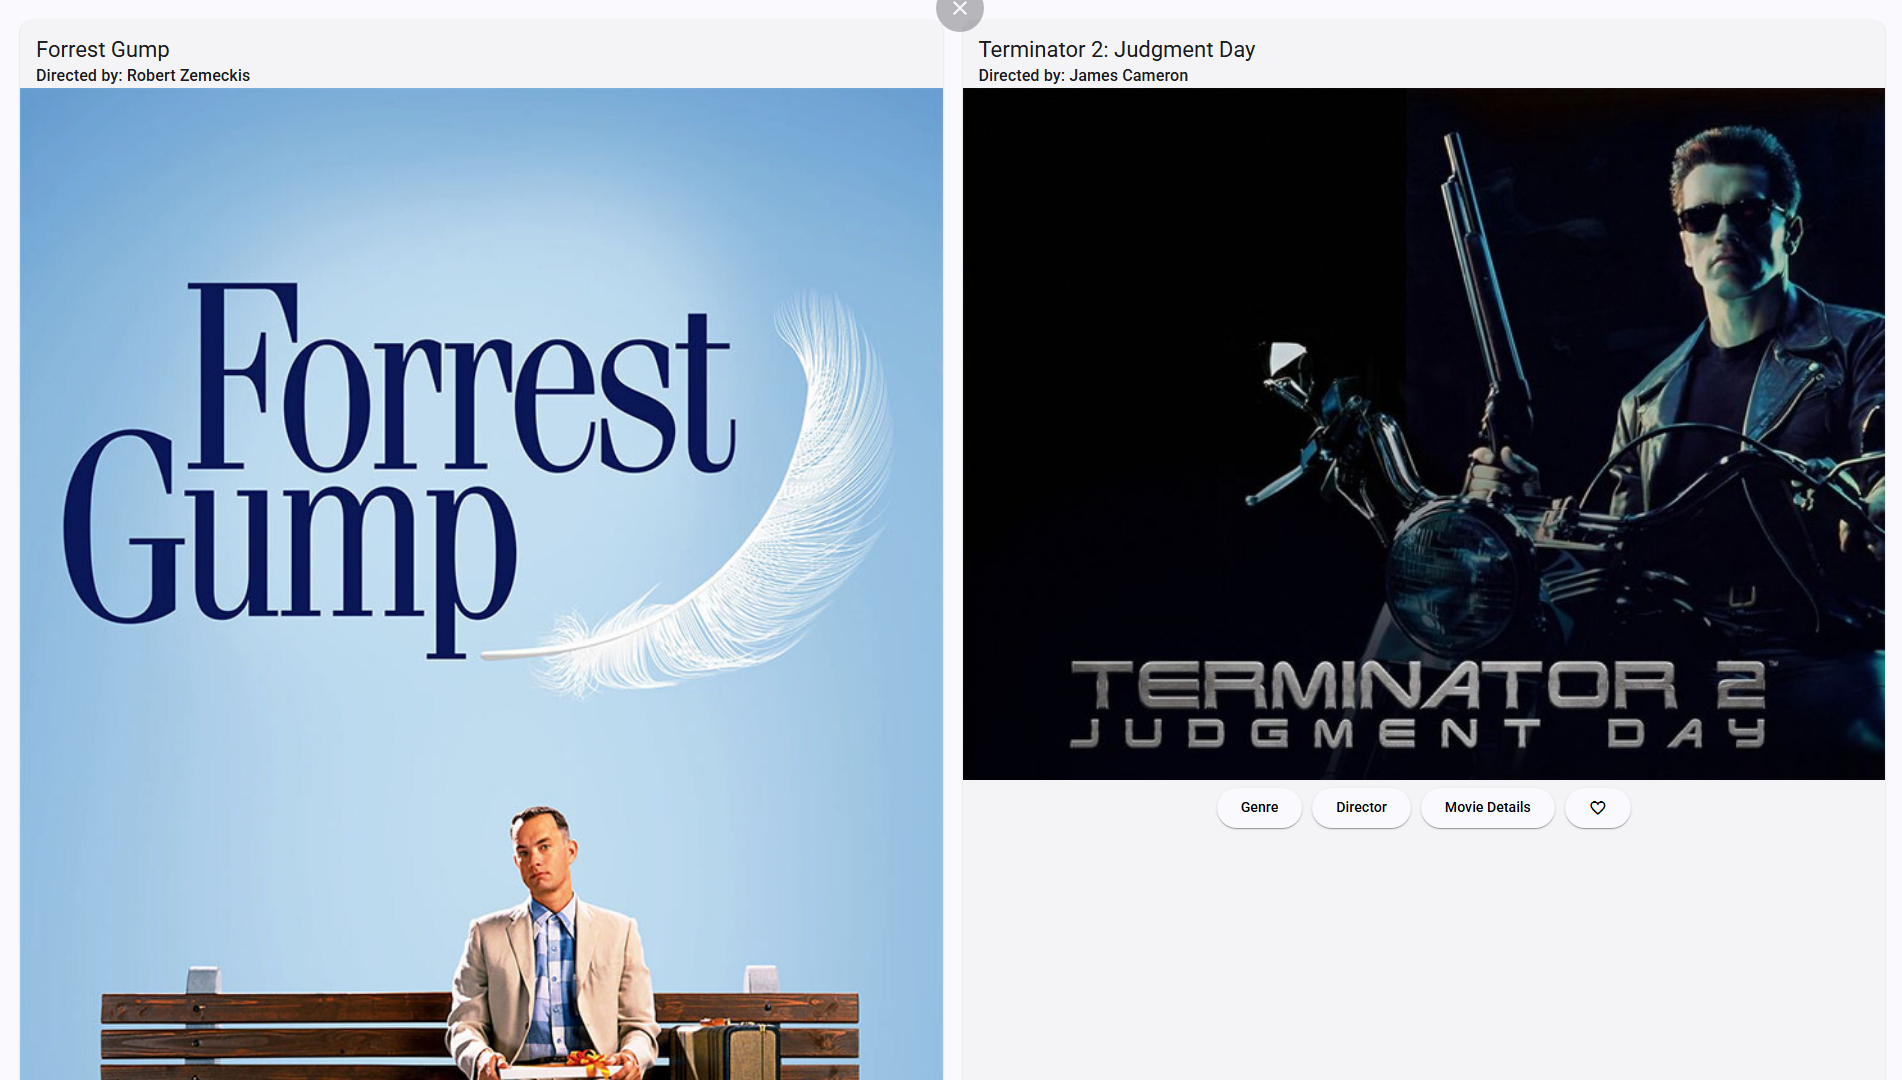 Forrest Gump
Directed by: Robert Zemeckis
Forrest
Gump
Terminator 2: Judgment Day
Directed by: James Cameron
TERMINATOR 2™
JUDGMENT DAY
Genre
Director
Movie Details